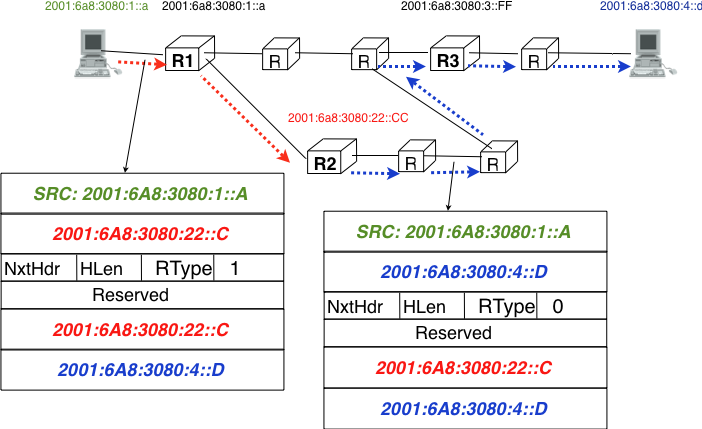 2001:6a8:3080:1::a
2001:6a8:3080:1::a
2001:6a8:3080:3::FF
2001:6a8:3080:4::d
R1
R
R
R3
R
2001:6a8:3080:22::CC
R2
R
R
SRC: 2001:6A8:3080:1::A
2001:6A8:3080:22::C
NxtHdr HLen RType 1
Reserved
2001:6A8:3080:22::C
2001:6A8:3080:4::D
SRC: 2001:6A8:3080:1::A
2001:6A8:3080:4::D
NxtHdr HLen RType 0
Reserved
2001:6A8:3080:22::C
2001:6A8:3080:4::D